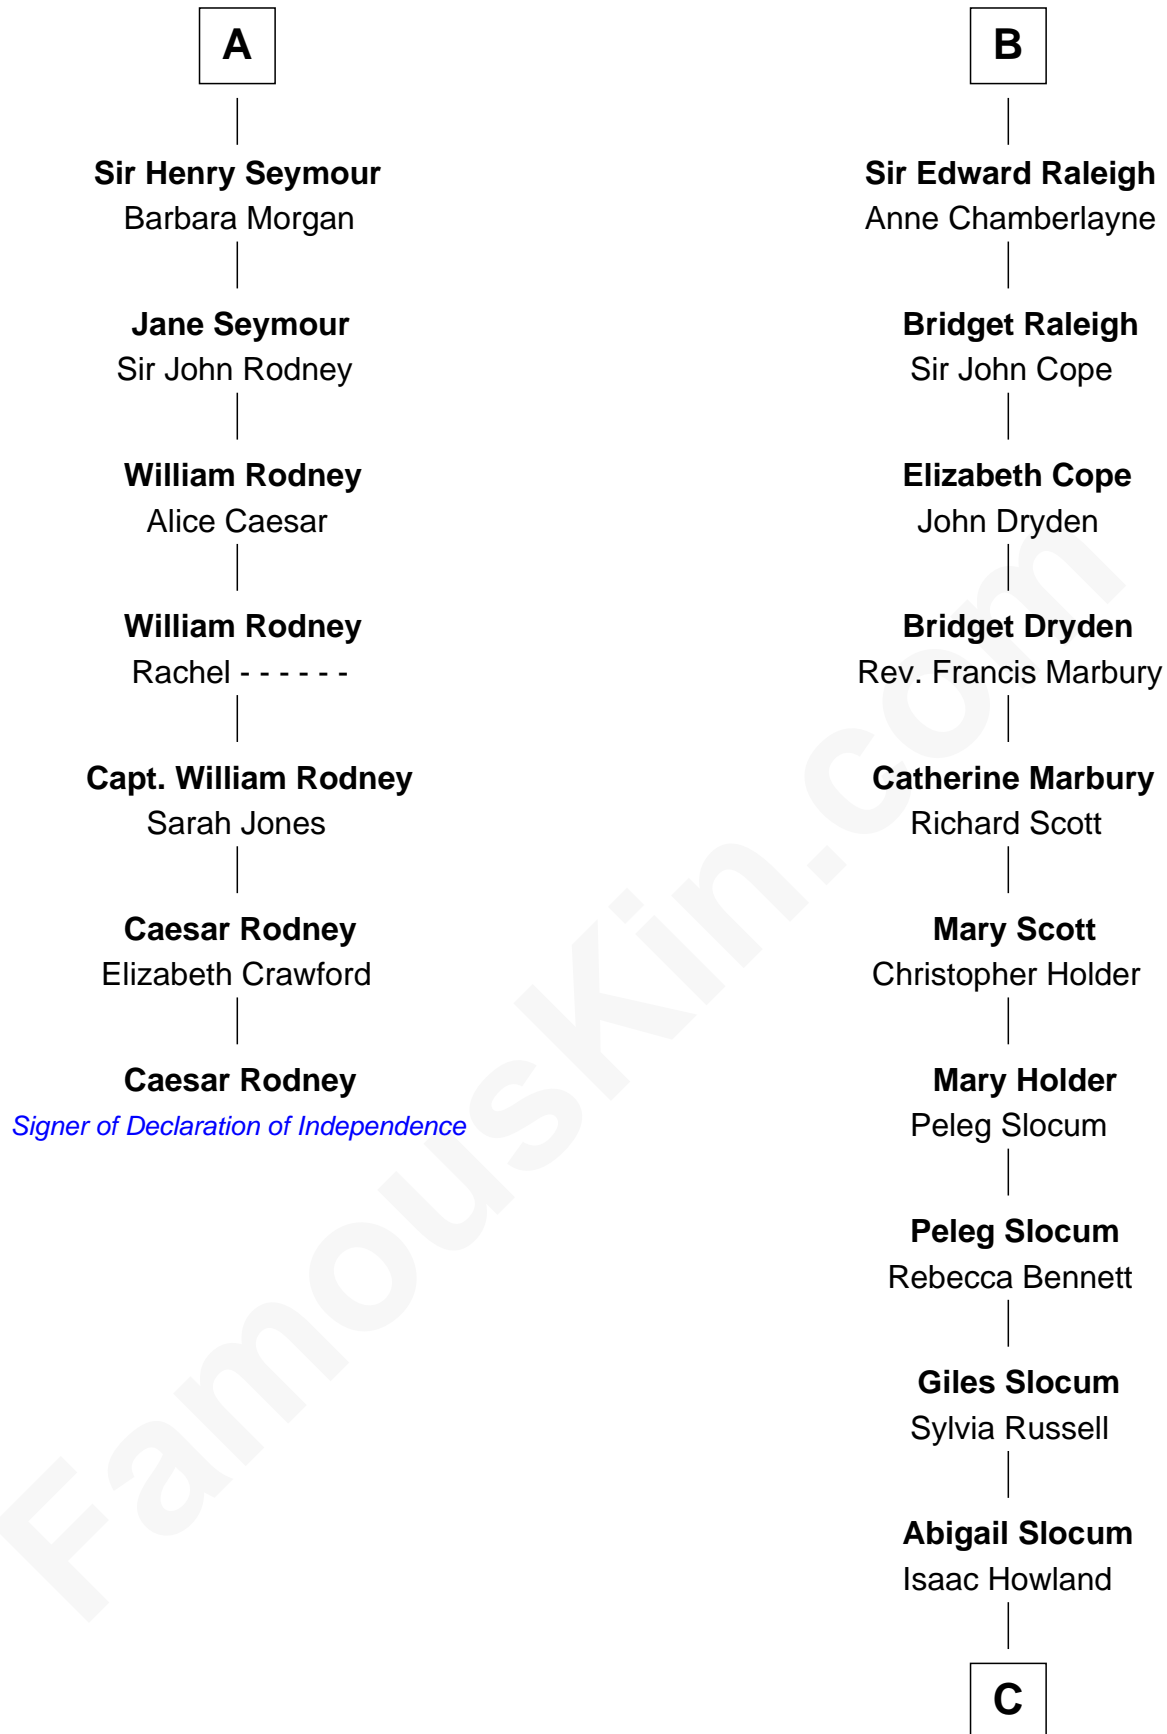 A
Sir Henry Seymour
Barbara Morgan
Jane Seymour
Sir John Rodney
William Rodney
Alice Caesar
William Rodney
Rachel - - - - - -
Capt. William Rodney
Sarah Jones
Caesar Rodney
Elizabeth Crawford
Caesar Rodney
Signer of Declaration of Independence
B
Sir Edward Raleigh
Anne Chamberlayne
Bridget Raleigh
Sir John Cope
Elizabeth Cope
John Dryden
Bridget Dryden
Rev. Francis Marbury
Catherine Marbury
Richard Scott
Mary Scott
Christopher Holder
Mary Holder
Peleg Slocum
Peleg Slocum
Rebecca Bennett
Giles Slocum
Sylvia Russell
Abigail Slocum
Isaac Howland
C
FamousKin.com